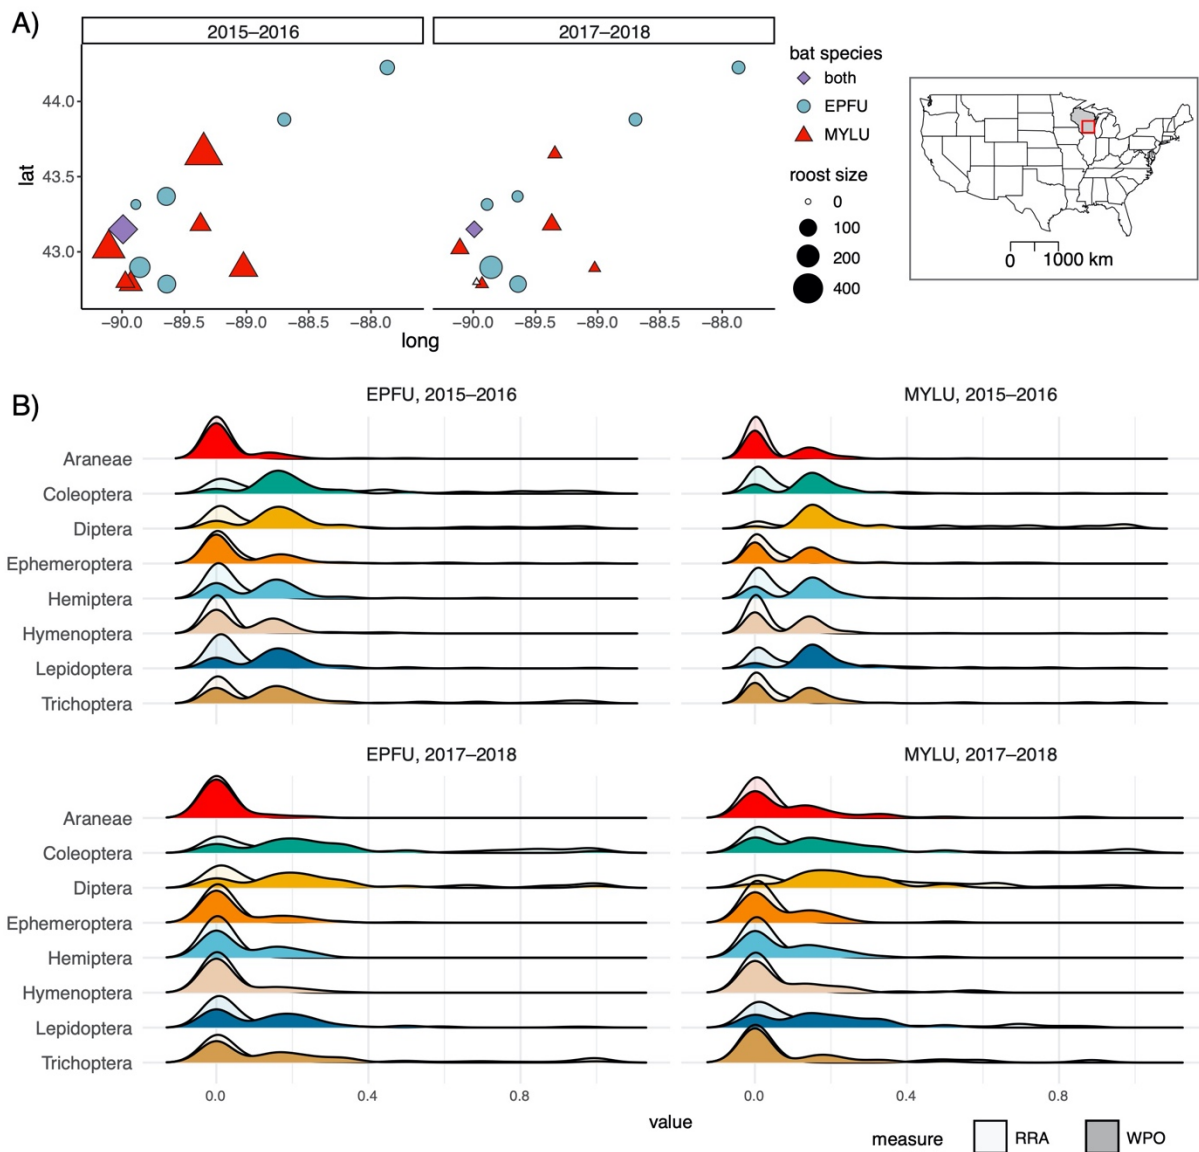 A)
2015–2016
2017–2018
lat
44.0
43.5
43.0
−90.0 −89.5 −89.0 −88.5 −88.0
−90.0 −89.5 −89.0 −88.5 −88.0
long
bat species
both
EPFU
MYLU
roost size
0
100
200
400
0 1000 km
B)
EPFU, 2015–2016
MYLU, 2015–2016
Araneae
Coleoptera
Diptera
Ephemeroptera
Hemiptera
Hymenoptera
Lepidoptera
Trichoptera
EPFU, 2017–2018
MYLU, 2017–2018
Araneae
Coleoptera
Diptera
Ephemeroptera
Hemiptera
Hymenoptera
Lepidoptera
Trichoptera
0.0 0.4 0.8
0.0 0.4 0.8
value
measure RRA WPO